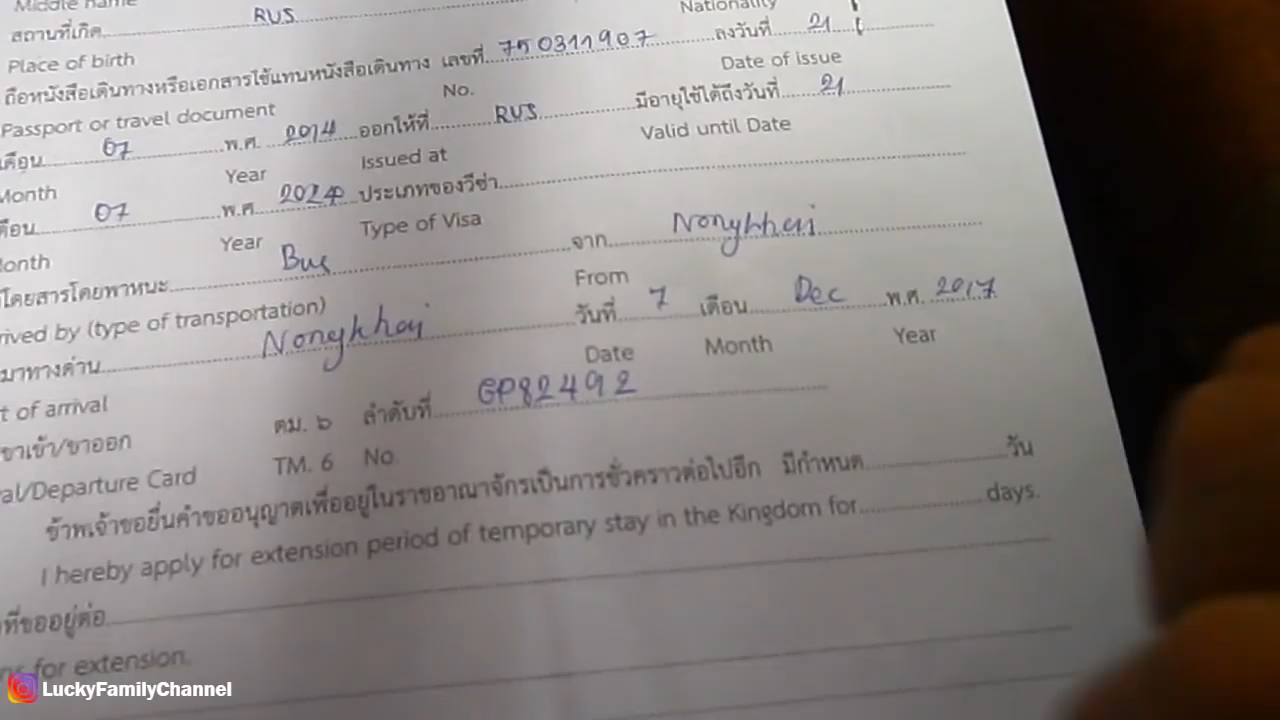 Middle name
สถานที่เกิด RUS
Nationality
Place of birth
ถือหนังสือเดินทางหรือเอกสารใช้แทนหนังสือเดินทาง เลขที่ 750311907 ลงวันที่ 21
Passport or travel document No. Date of issue
เดือน 07 พ.ศ. 2014 ออกให้ที่ RUS มีอายุใช้ได้ถึงวันที่ 21
Month Year Issued at Valid until Date
เดือน 07 พ.ศ. 2024 ประเภทของวีซ่า
Month Year Type of Visa
โดยสารโดยพาหนะ Bus จาก Nongkhai
rived by (type of transportation) From
มาทางด่าน Nongkhai วันที่ 7 เดือน Dec พ.ศ. 2017
t of arrival Date Month Year
ขาเข้า/ขาออก ตม. ๖ ลำดับที่ GP82492
al/Departure Card TM. 6 No.
ข้าพเจ้าขอยื่นคำขออนุญาตเพื่ออยู่ในราชอาณาจักรเป็นการชั่วคราวต่อไปอีก มีกำหนด วัน
I hereby apply for extension period of temporary stay in the Kingdom for days.
ที่ขออยู่ต่อ
ns for extension.
LuckyFamilyChannel